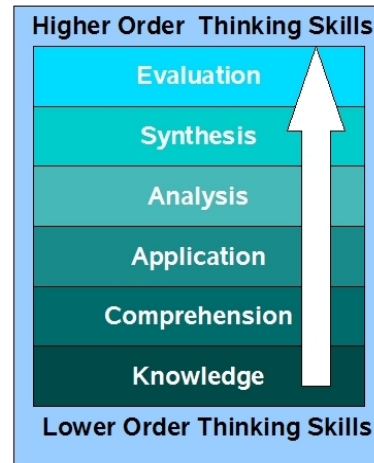 Higher Order Thinking Skills
Evaluation
Synthesis
Analysis
Application
Comprehension
Knowledge
Lower Order Thinking Skills